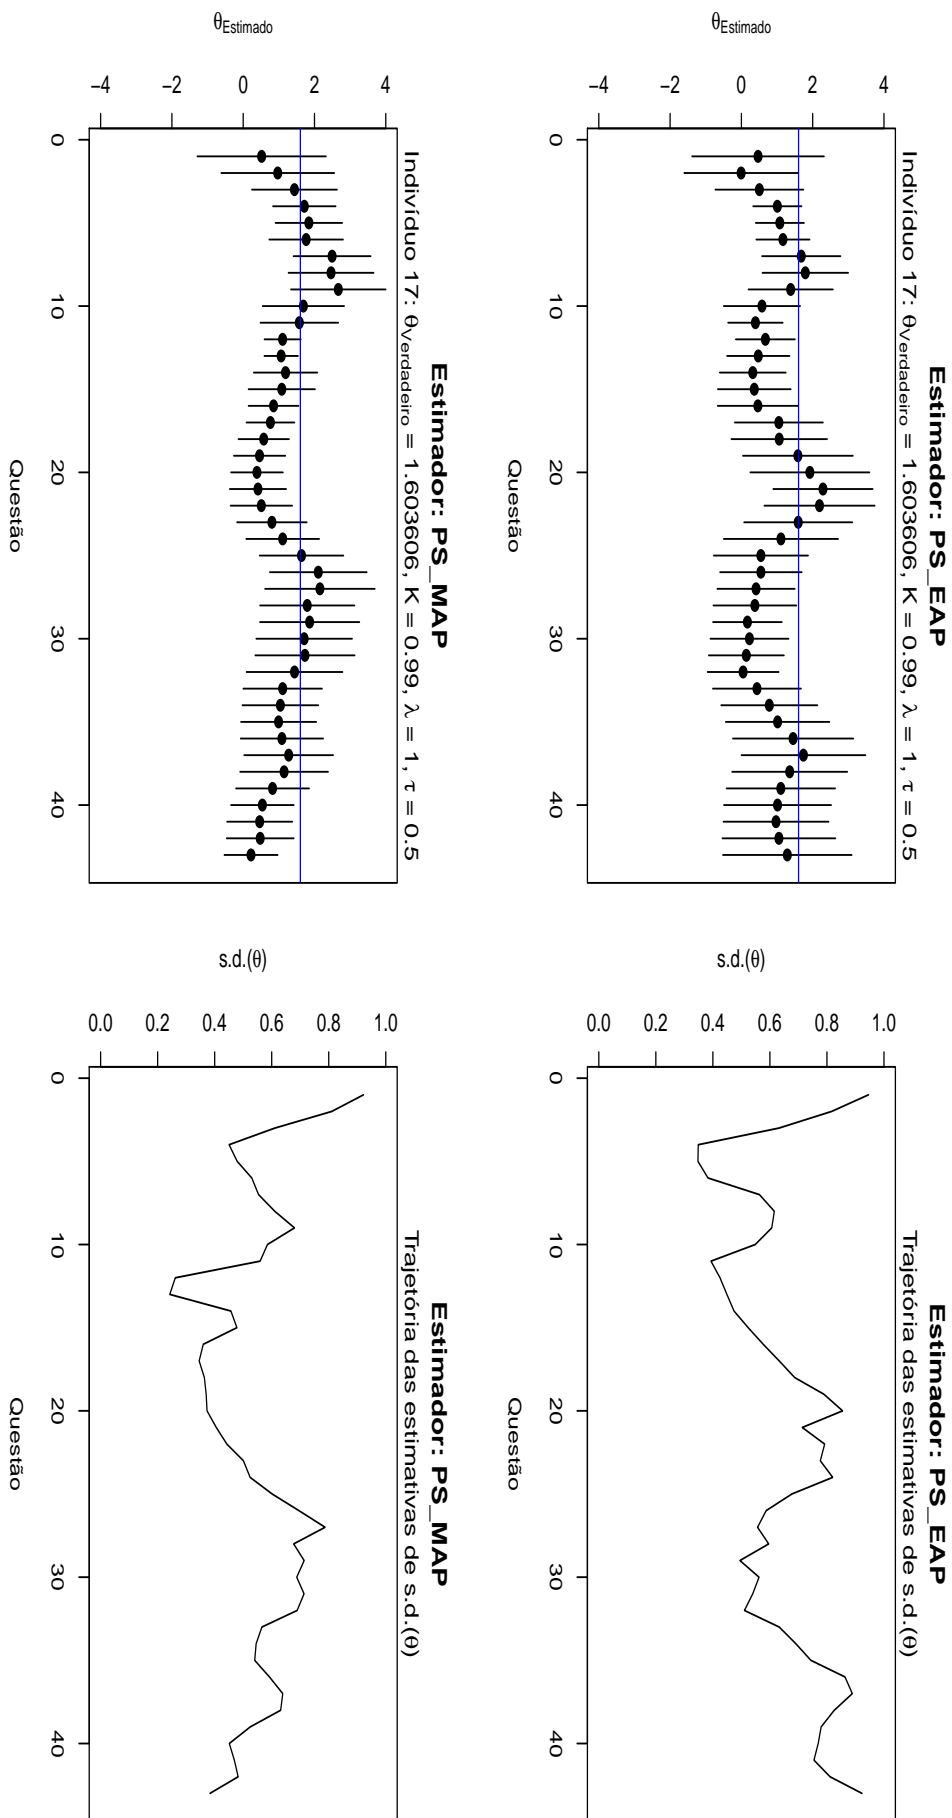 Estimador: PS_EAP
Indivíduo 17: θVerdadeiro = 1.603606, K = 0.99, λ = 1, τ = 0.5
θEstimado
−4 −2 0 2 4
0 10 20 30 40
Questão
Estimador: PS_EAP
Trajetória das estimativas de s.d.(θ)
s.d.(θ)
0.0 0.2 0.4 0.6 0.8 1.0
0 10 20 30 40
Questão
Estimador: PS_MAP
Indivíduo 17: θVerdadeiro = 1.603606, K = 0.99, λ = 1, τ = 0.5
θEstimado
−4 −2 0 2 4
0 10 20 30 40
Questão
Estimador: PS_MAP
Trajetória das estimativas de s.d.(θ)
s.d.(θ)
0.0 0.2 0.4 0.6 0.8 1.0
0 10 20 30 40
Questão